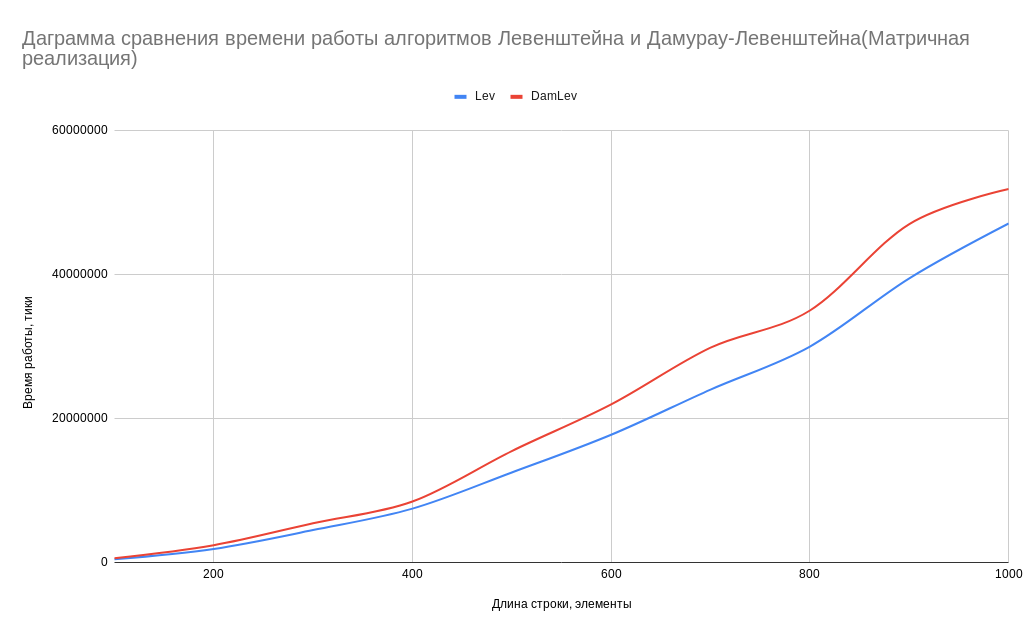 Даграмма сравнения времени работы алгоритмов Левенштейна и Дамурау-Левенштейна(Матричная
реализация)
Lev DamLev
60000000
40000000
20000000
0
Время работы, тики
200 400 600 800 1000
Длина строки, элементы